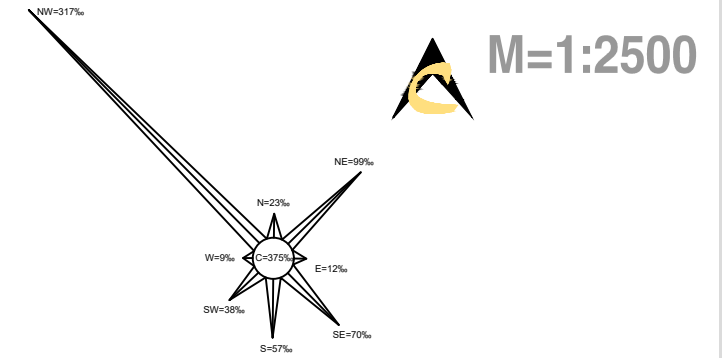 NW=317‰
M=1:2500
C
NE=99‰
N=23‰
W=9‰
C=375‰
E=12‰
SW=38‰
SE=70‰
S=57‰